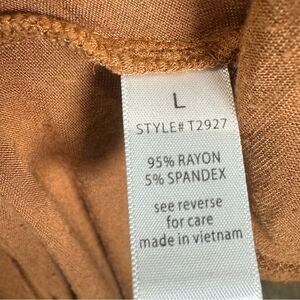 L
STYLE# T2927
95% RAYON
5% SPANDEX
see reverse
for care
made in vietnam